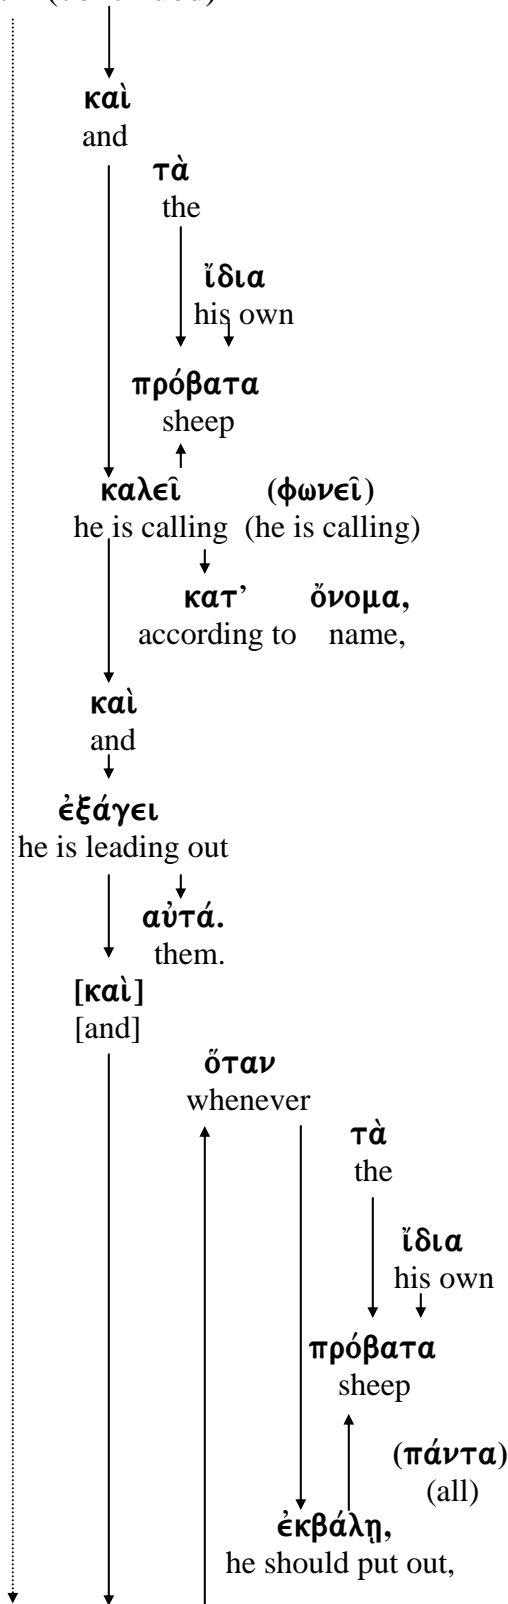 καὶ
and
τὰ
the
ἴδια
his own
πρόβατα
sheep
καλεῖ (φωνεῖ)
he is calling (he is calling)
κατ’ ὄνομα,
according to name,
καὶ
and
ἐξάγει
he is leading out
αὐτά.
them.
[καὶ]
[and]
ὅταν
whenever
τὰ
the
ἴδια
his own
πρόβατα
sheep
(πάντα)
(all)
ἐκβάλῃ,
he should put out,